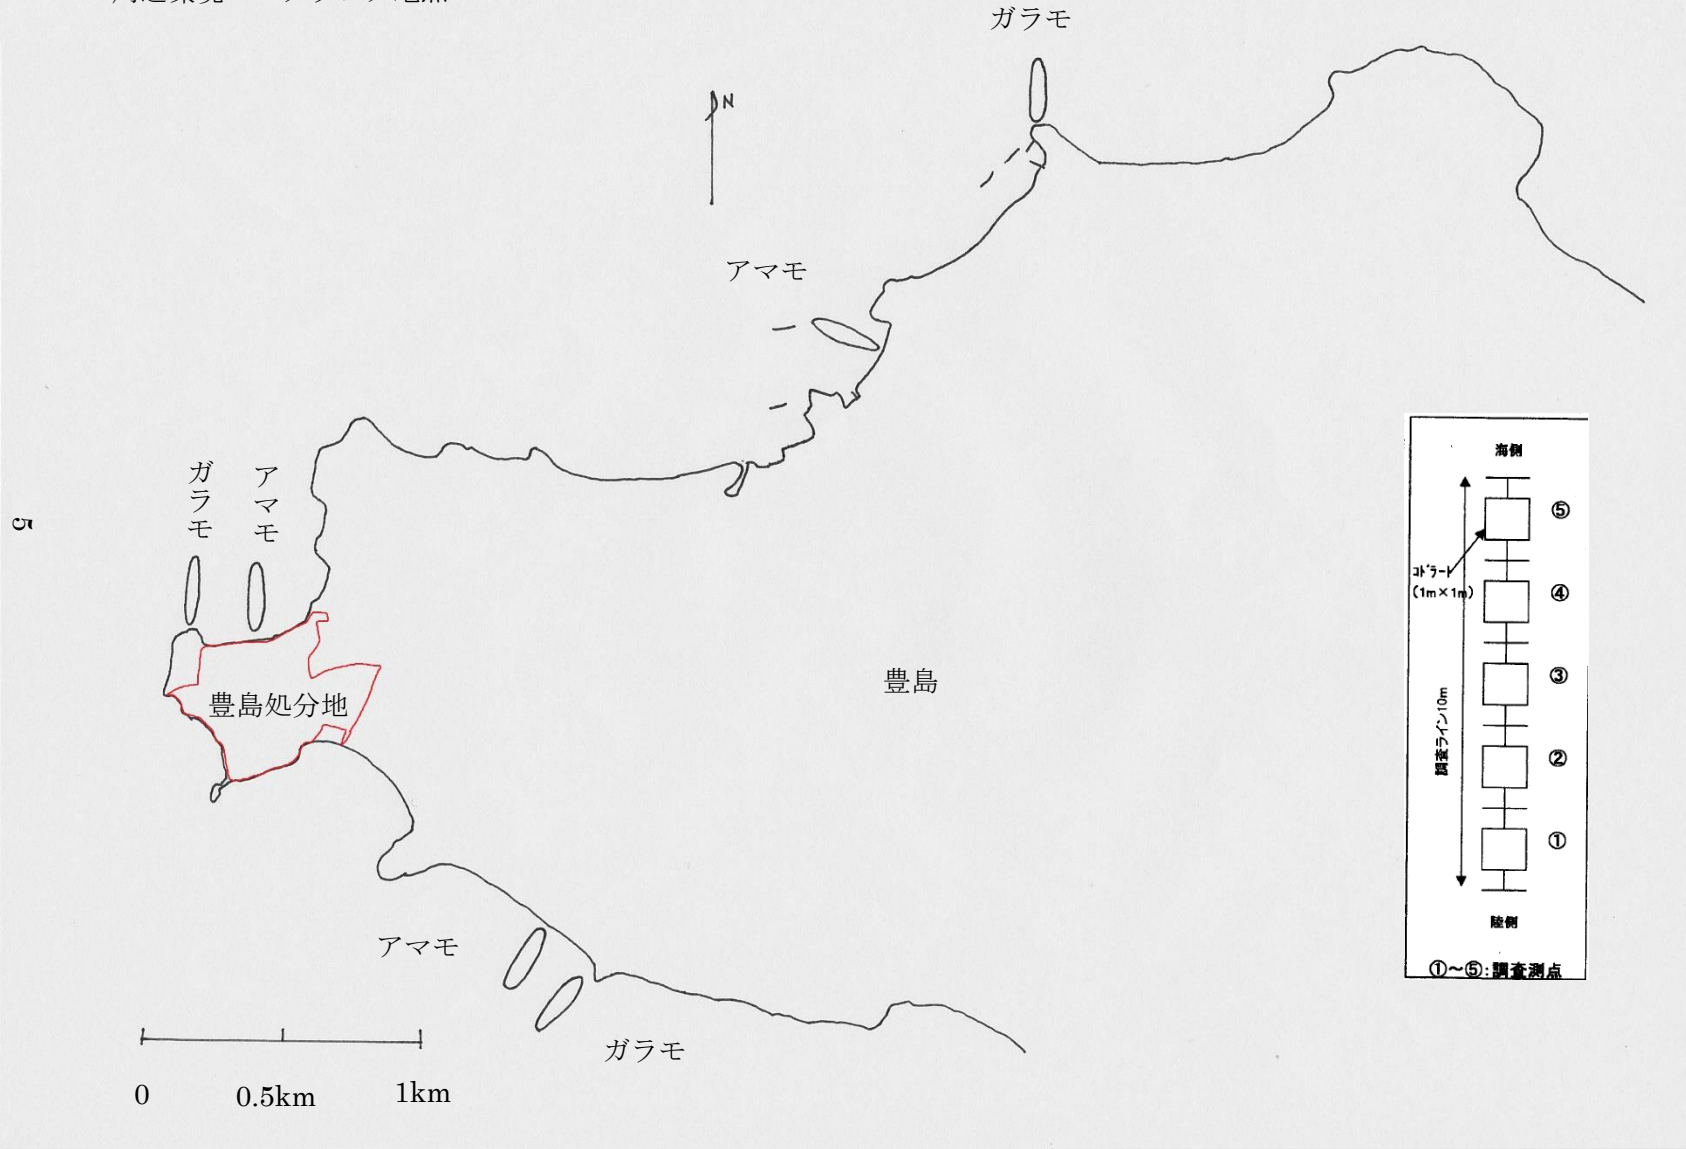 ガラモ
N
アマモ
ガラモ
アマモ
5
豊島処分地
豊島
アマモ
ガラモ
0
0.5km
1km
海側
⑤
コドラート
(1m×1m)
④
③
調査ライン10m
②
①
陸側
①~⑤:調査測点